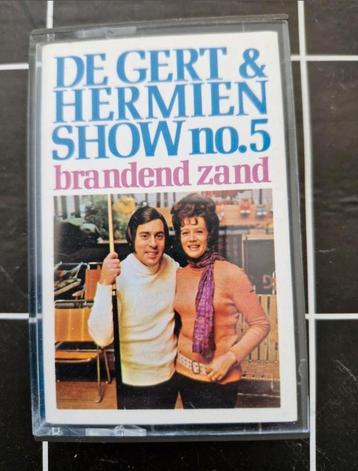 DE GERT &
HERMIEN
SHOW no.5
brandend zand